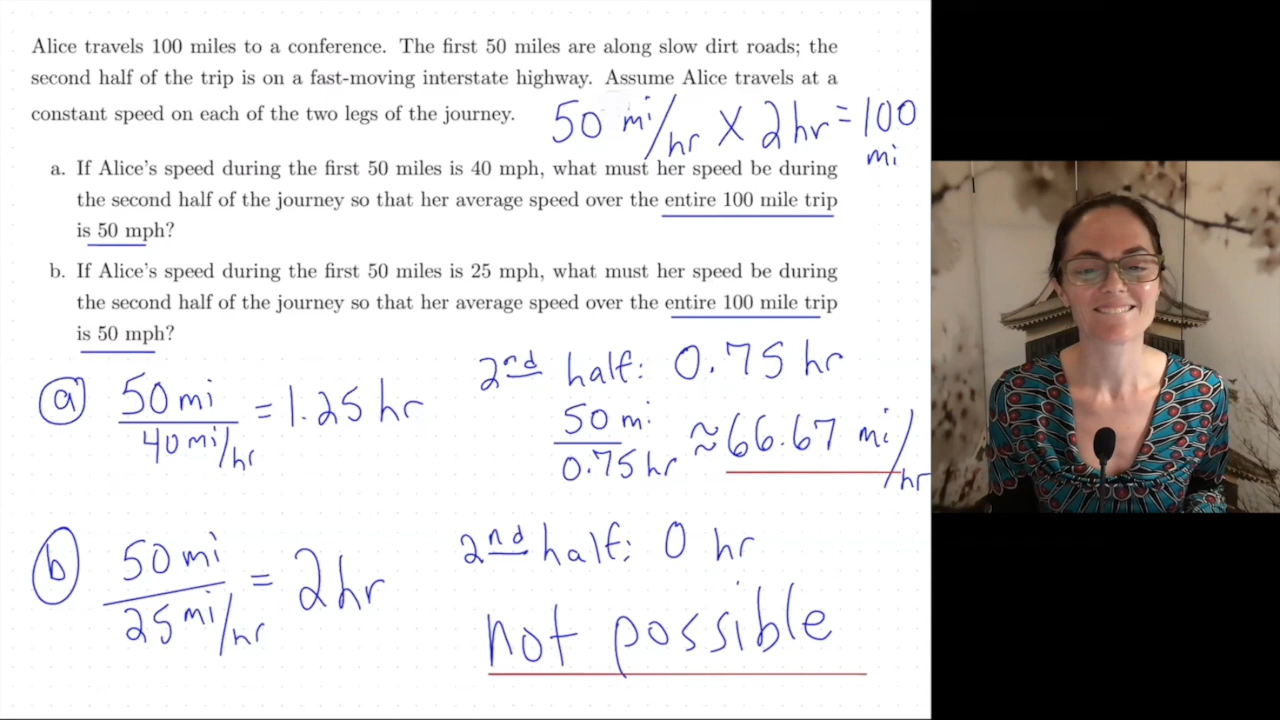 Alice travels 100 miles to a conference. The first 50 miles are along slow dirt roads; the
second half of the trip is on a fast-moving interstate highway. Assume Alice travels at a
constant speed on each of the two legs of the journey.
50 mi/hr X 2 hr = 100 mi
a. If Alice's speed during the first 50 miles is 40 mph, what must her speed be during
the second half of the journey so that her average speed over the entire 100 mile trip
is 50 mph?
b. If Alice's speed during the first 50 miles is 25 mph, what must her speed be during
the second half of the journey so that her average speed over the entire 100 mile trip
is 50 mph?
2nd half: 0.75 hr
ⓐ 50 mi / 40 mi/hr = 1.25 hr
50 mi / 0.75 hr ≈ 66.67 mi/hr
2nd half: 0 hr
ⓑ 50 mi / 25 mi/hr = 2 hr
not possible